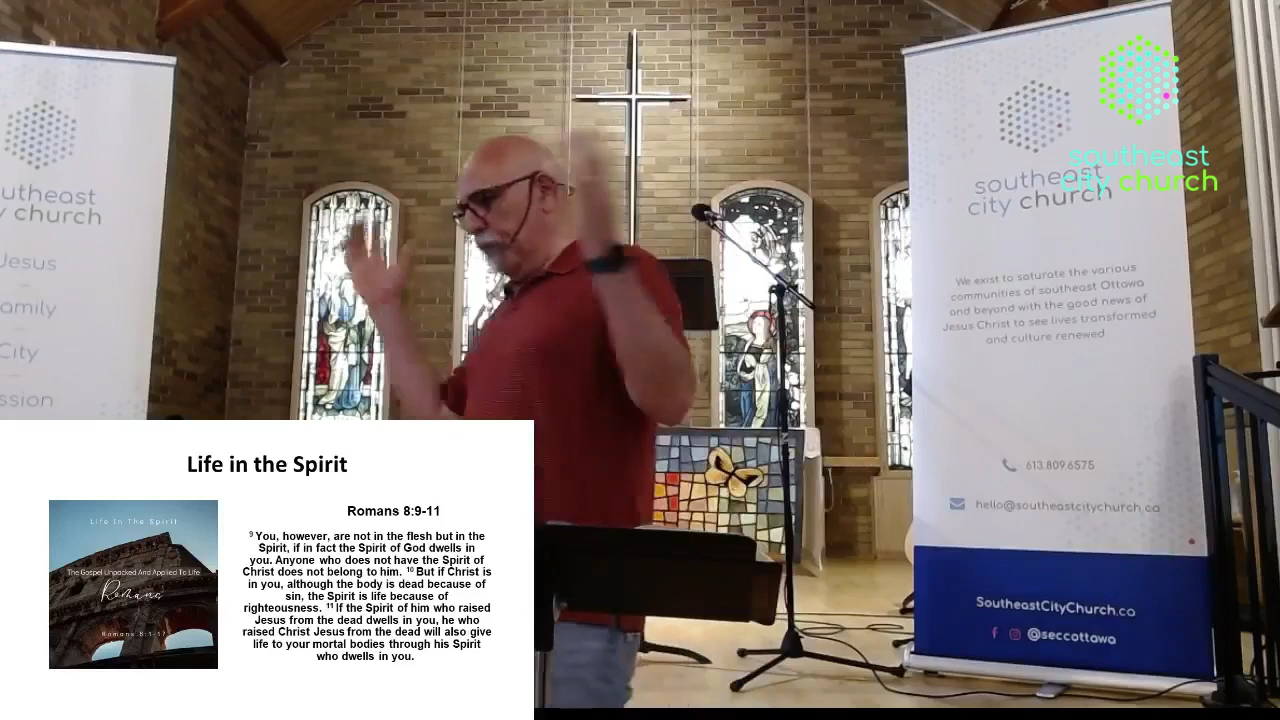 utheast
y church
Jesus
amily
City
ssion
southeast
city church
southeast
city church
We exist to saturate the various
communities of southeast Ottawa
and beyond with the good news of
Jesus Christ to see lives transformed
and culture renewed
613.809.6575
hello@southeastcitychurch.ca
SoutheastCityChurch.ca
@seccottawa
Life in the Spirit
Life In The Spirit
The Gospel Unpacked And Applied To Life
Romans
Romans 8:1-17
Romans 8:9-11
9 You, however, are not in the flesh but in the
Spirit, if in fact the Spirit of God dwells in
you. Anyone who does not have the Spirit of
Christ does not belong to him. 10 But if Christ is
in you, although the body is dead because of
sin, the Spirit is life because of
righteousness. 11 If the Spirit of him who raised
Jesus from the dead dwells in you, he who
raised Christ Jesus from the dead will also give
life to your mortal bodies through his Spirit
who dwells in you.